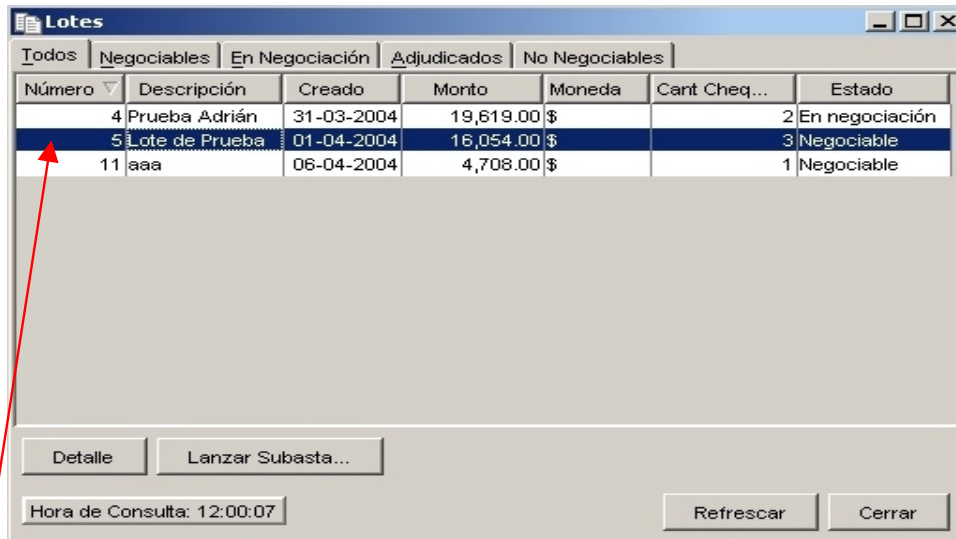 Lotes
Todos Negociables En Negociación Adjudicados No Negociables
Número Descripción Creado Monto Moneda Cant Cheq... Estado
4 Prueba Adrián 31-03-2004 19,619.00 $ 2 En negociación
5 Lote de Prueba 01-04-2004 16,054.00 $ 3 Negociable
11 aaa 06-04-2004 4,708.00 $ 1 Negociable
Detalle Lanzar Subasta...
Hora de Consulta: 12:00:07 Refrescar Cerrar